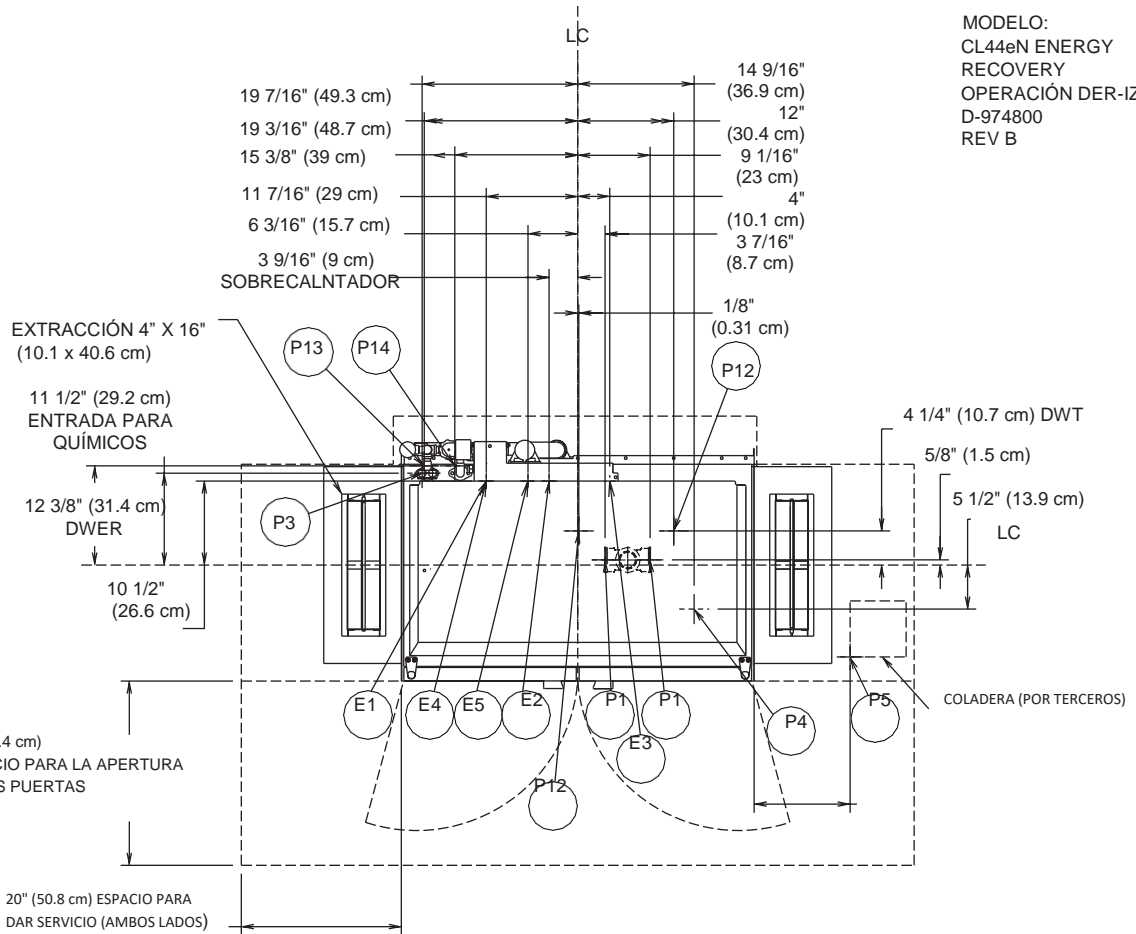 LC
MODELO:
CL44eN ENERGY
RECOVERY
OPERACIÓN DER-IZ
D-974800
REV B
19 7/16" (49.3 cm)
19 3/16" (48.7 cm)
15 3/8" (39 cm)
11 7/16" (29 cm)
6 3/16" (15.7 cm)
3 9/16" (9 cm)
SOBRECALNTADOR
14 9/16"
(36.9 cm)
12"
(30.4 cm)
9 1/16"
(23 cm)
4"
(10.1 cm)
3 7/16"
(8.7 cm)
1/8"
(0.31 cm)
EXTRACCIÓN 4” X 16"
(10.1 x 40.6 cm)
P13
P14
P12
11 1/2" (29.2 cm)
ENTRADA PARA
QUÍMICOS
4 1/4" (10.7 cm) DWT
5/8" (1.5 cm)
5 1/2" (13.9 cm)
LC
12 3/8" (31.4 cm)
DWER
P3
10 1/2"
(26.6 cm)
E1
E4
E5
E2
P1
P1
E3
P4
P5
COLADERA (POR TERCEROS)
P12
.4 cm)
CIO PARA LA APERTURA
S PUERTAS
20" (50.8 cm) ESPACIO PARA
DAR SERVICIO (AMBOS LADOS)